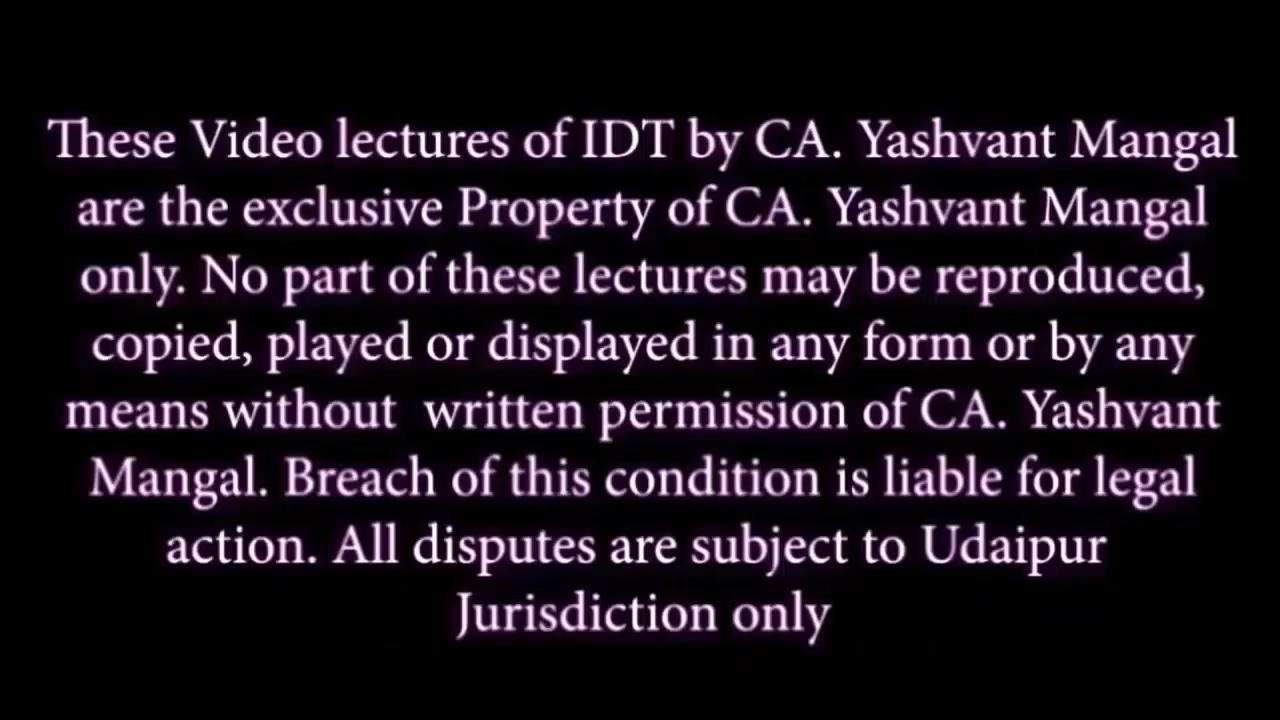 These Video lectures of IDT by CA. Yashvant Mangal
are the exclusive Property of CA. Yashvant Mangal
only. No part of these lectures may be reproduced,
copied, played or displayed in any form or by any
means without  written permission of CA. Yashvant
Mangal. Breach of this condition is liable for legal
action. All disputes are subject to Udaipur
Jurisdiction only